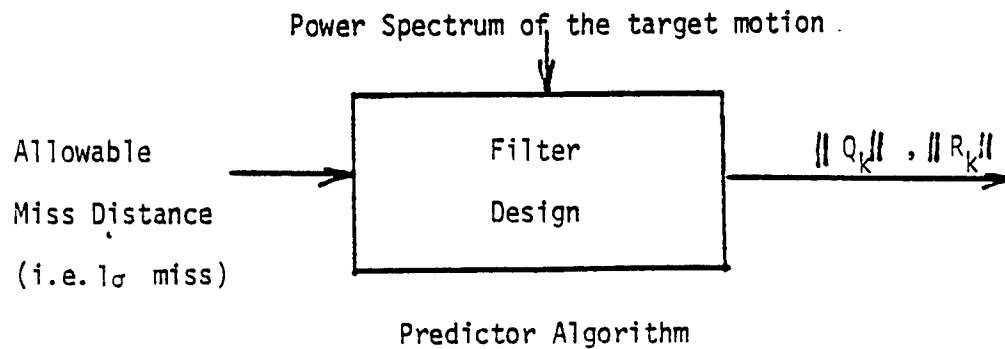 Power Spectrum of the target motion
Allowable
Miss Distance
(i.e. 1σ miss)
Filter
Design
‖ Q_k ‖ , ‖ R_k ‖
Predictor Algorithm